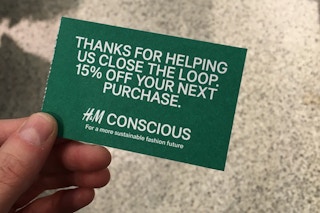 THANKS FOR HELPING
US CLOSE THE LOOP.
15% OFF YOUR NEXT
PURCHASE.
H&M CONSCIOUS
For a more sustainable fashion future